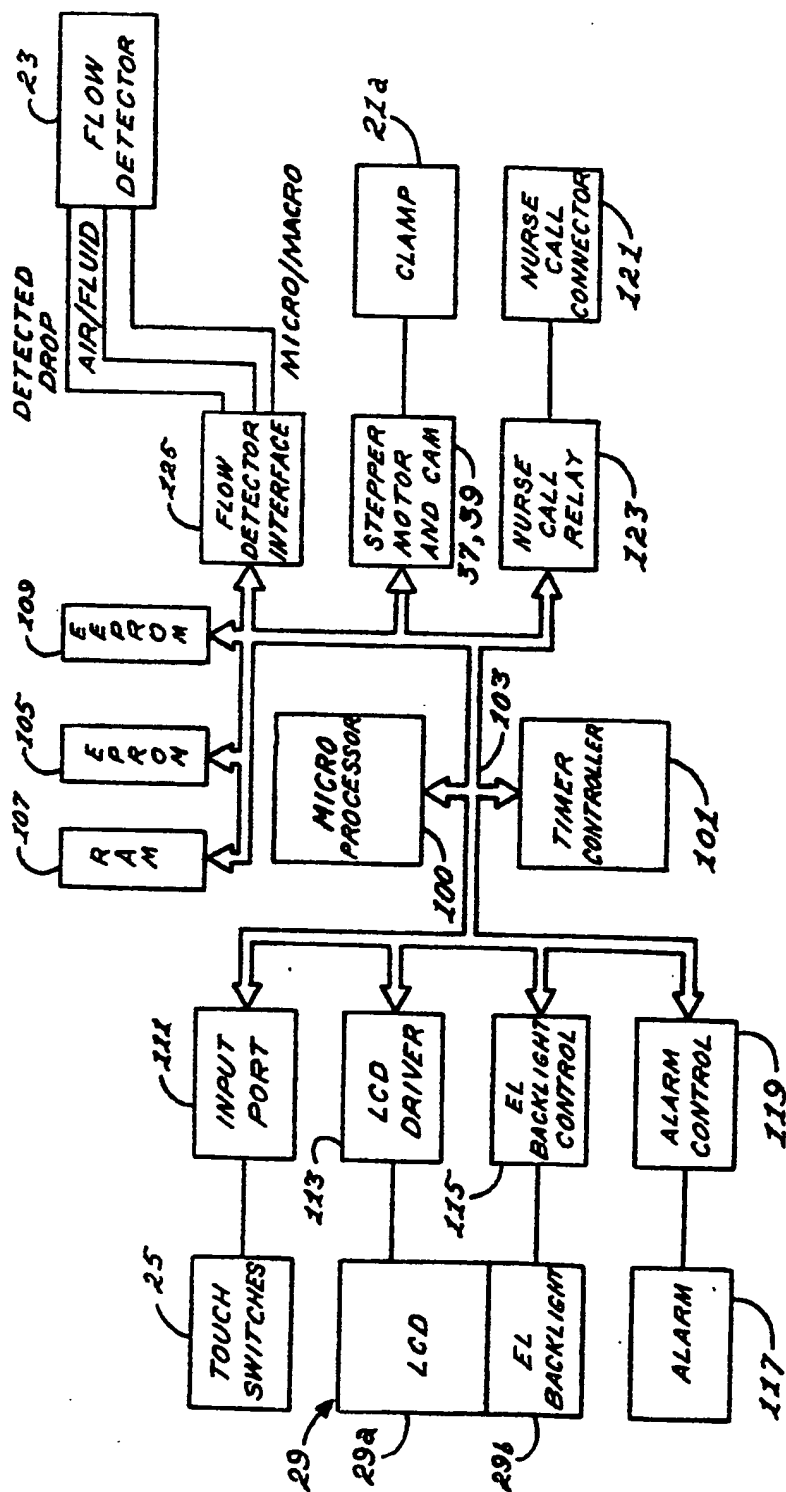 107
RAM
105
EPROM
109
EEPROM
DETECTED
DROP
AIR/FLUID
MICRO/MACRO
23
FLOW
DETECTOR
125
FLOW
DETECTOR
INTERFACE
25
TOUCH
SWITCHES
111
INPUT
PORT
MICRO
PROCESSOR
100
STEPPER
MOTOR
AND CAM
37, 39
CLAMP
21a
29
LCD
29a
113
LCD
DRIVER
EL
BACKLIGHT
29b
115
EL
BACKLIGHT
CONTROL
103
TIMER
CONTROLLER
101
NURSE
CALL
RELAY
123
NURSE
CALL
CONNECTOR
121
ALARM
117
ALARM
CONTROL
119